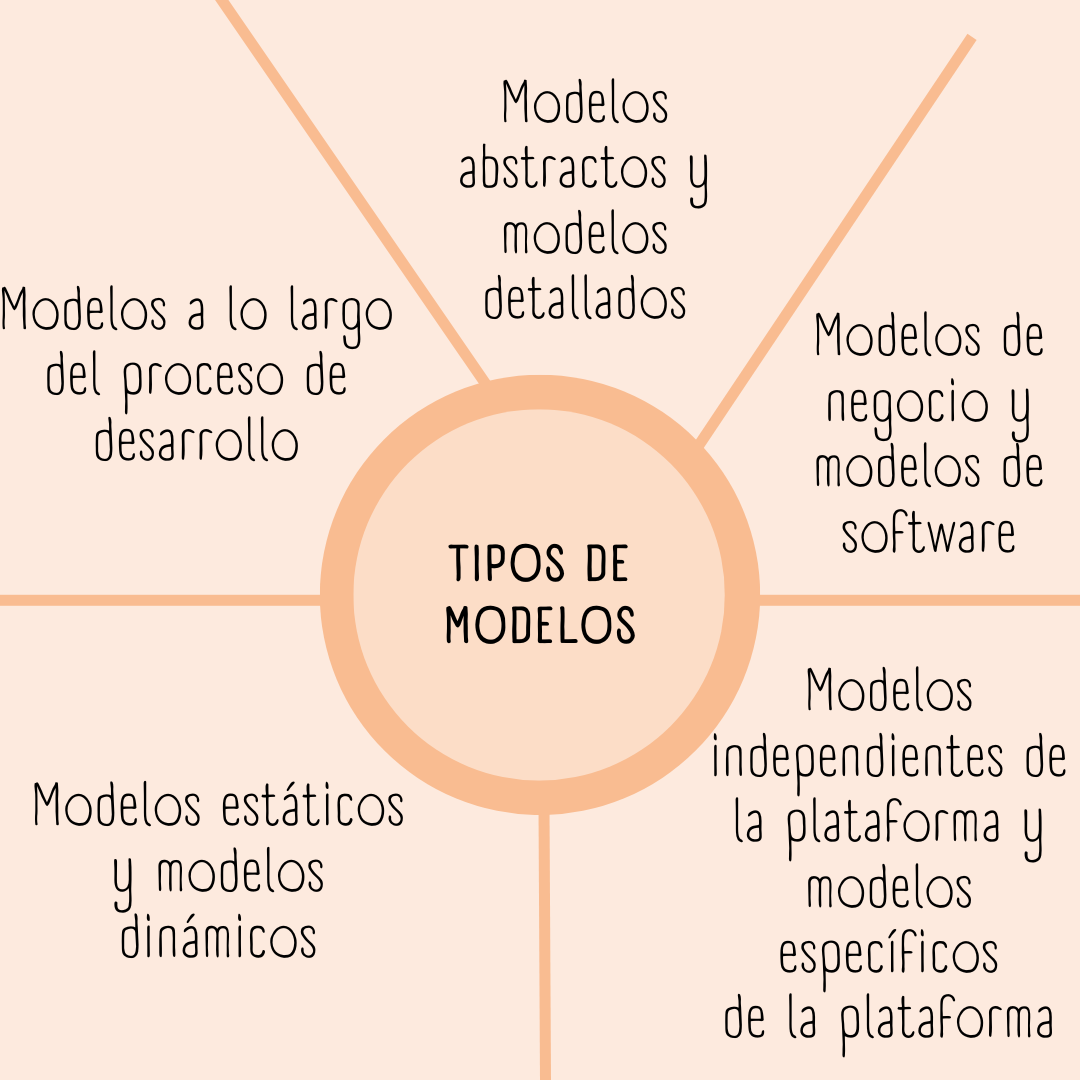 TIPOS DE
MODELOS
Modelos
abstractos y
modelos
detallados
Modelos de
negocio y
modelos de
software
Modelos
independientes de
la plataforma y
modelos
específicos
de la plataforma
Modelos estáticos
y modelos
dinámicos
Modelos a lo largo
del proceso de
desarrollo